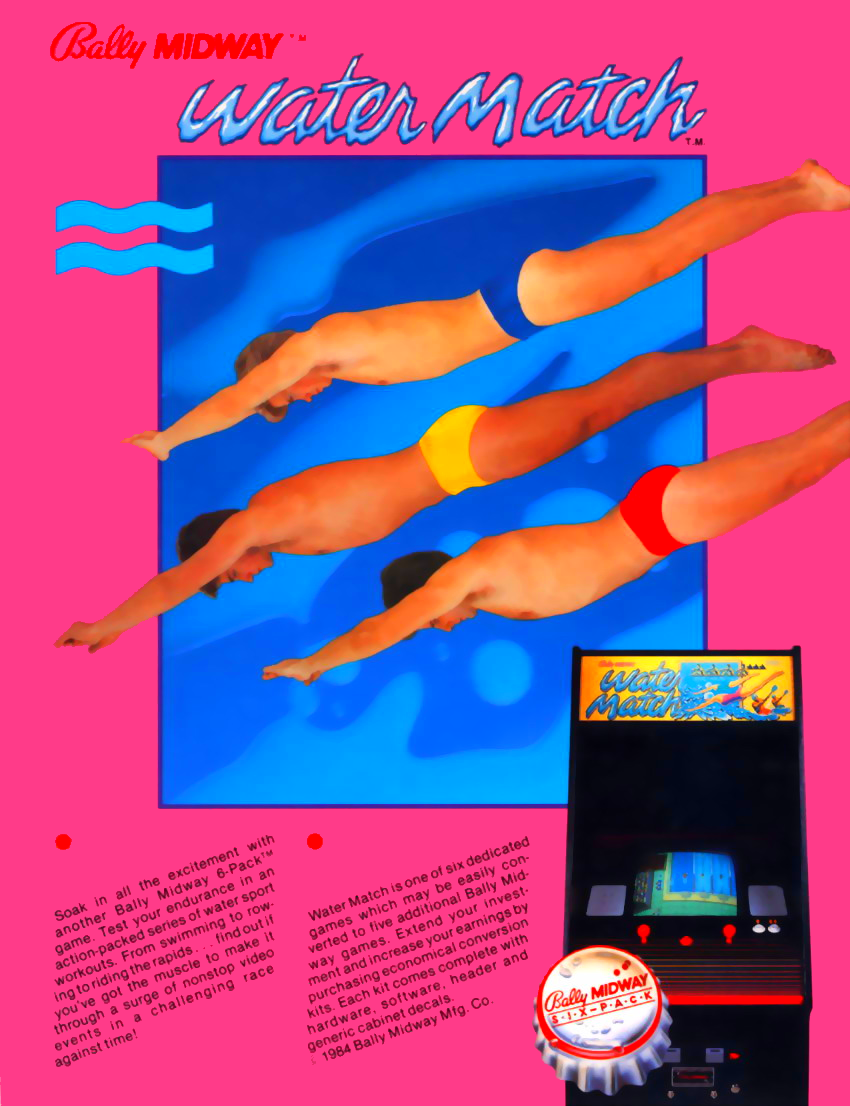 Bally MIDWAY™
Water Match
T.M.
Water
Match
Soak in all the excitement with
another Bally Midway 6-Pack™
game. Test your endurance in an
action-packed series of water sport
workouts. From swimming to row-
ing to riding the rapids . . . find out if
you've got the muscle to make it
through a surge of nonstop video
events in a challenging race
against time!
Water Match is one of six dedicated
games which may be easily con-
verted to five additional Bally Mid-
way games. Extend your invest-
ment and increase your earnings by
purchasing economical conversion
kits. Each kit comes complete with
hardware, software, header and
generic cabinet decals.
1984 Bally Midway Mfg. Co.
Bally MIDWAY
S·I·X-P·A·C·K